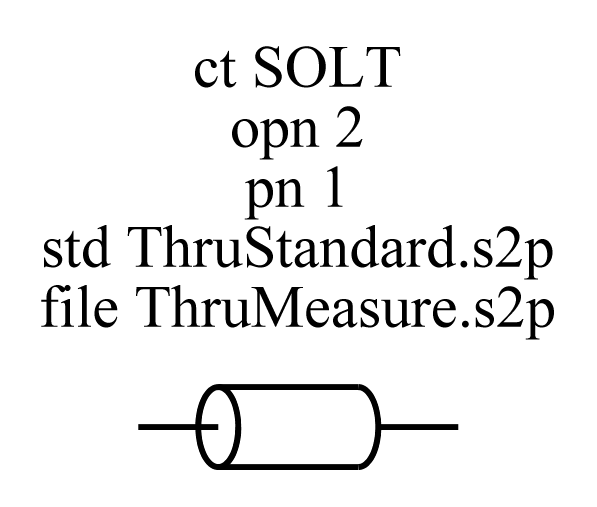 ct SOLT
opn 2
pn 1
std ThruStandard.s2p
file ThruMeasure.s2p